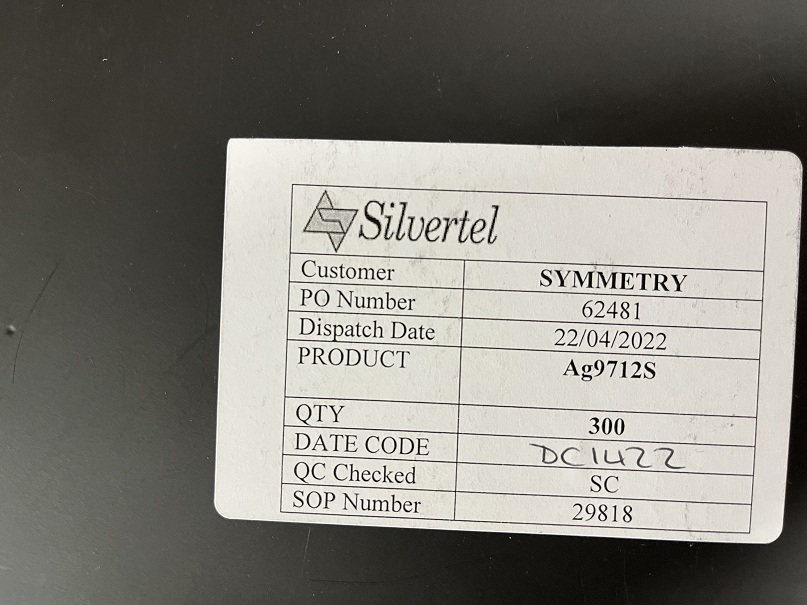 Silvertel
Customer SYMMETRY
PO Number 62481
Dispatch Date 22/04/2022
PRODUCT Ag9712S
QTY 300
DATE CODE DC1422
QC Checked SC
SOP Number 29818